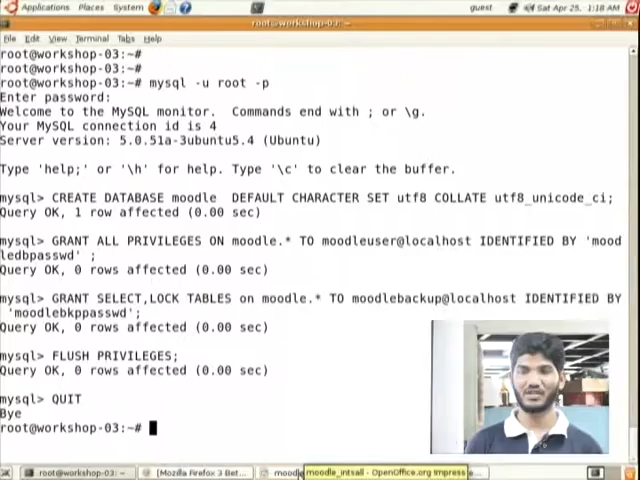 Applications Places System guest Sat Apr 25, 1:18 AM
root@workshop-03: ~
File Edit View Terminal Tabs Help
root@workshop-03:~#
root@workshop-03:~#
root@workshop-03:~# mysql -u root -p
Enter password:
Welcome to the MySQL monitor.  Commands end with ; or \g.
Your MySQL connection id is 4
Server version: 5.0.51a-3ubuntu5.4 (Ubuntu)
Type 'help;' or '\h' for help. Type '\c' to clear the buffer.
mysql> CREATE DATABASE moodle  DEFAULT CHARACTER SET utf8 COLLATE utf8_unicode_ci;
Query OK, 1 row affected (0.00 sec)
mysql> GRANT ALL PRIVILEGES ON moodle.* TO moodleuser@localhost IDENTIFIED BY 'mood
ledbpasswd' ;
Query OK, 0 rows affected (0.00 sec)
mysql> GRANT SELECT,LOCK TABLES on moodle.* TO moodlebackup@localhost IDENTIFIED BY
 'moodlebkppasswd';
Query OK, 0 rows affected (0.00 sec)
mysql> FLUSH PRIVILEGES;
Query OK, 0 rows affected (0.00 sec)
mysql> QUIT
Bye
root@workshop-03:~#
root@workshop-03: ~ [Mozilla Firefox 3 Bet... moodle moodle_intsall - OpenOffice.org Impress